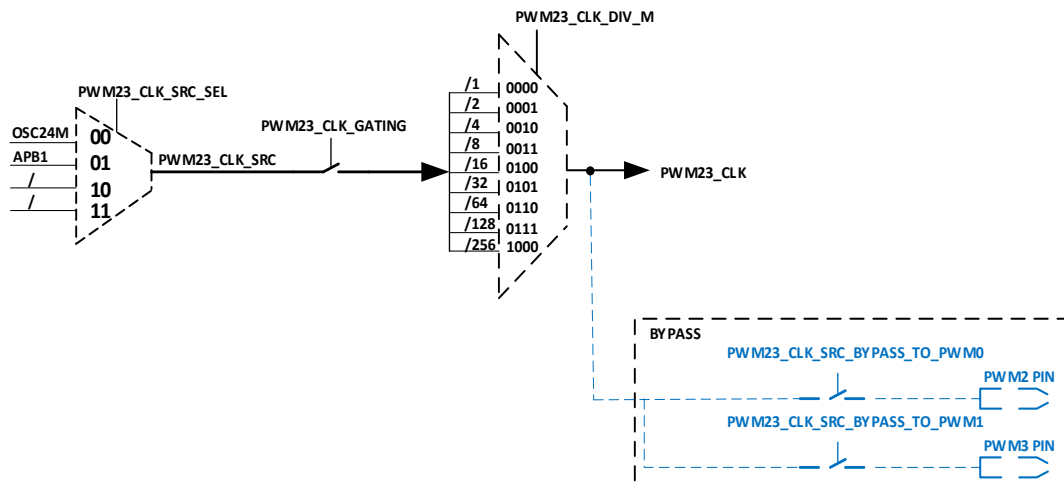 PWM23_CLK_DIV_M
PWM23_CLK_SRC_SEL
OSC24M
APB1
/
/
00
01
10
11
PWM23_CLK_SRC
PWM23_CLK_GATING
/1 0000
/2 0001
/4 0010
/8 0011
/16 0100
/32 0101
/64 0110
/128 0111
/256 1000
PWM23_CLK
BYPASS
PWM23_CLK_SRC_BYPASS_TO_PWM0
PWM2 PIN
PWM23_CLK_SRC_BYPASS_TO_PWM1
PWM3 PIN